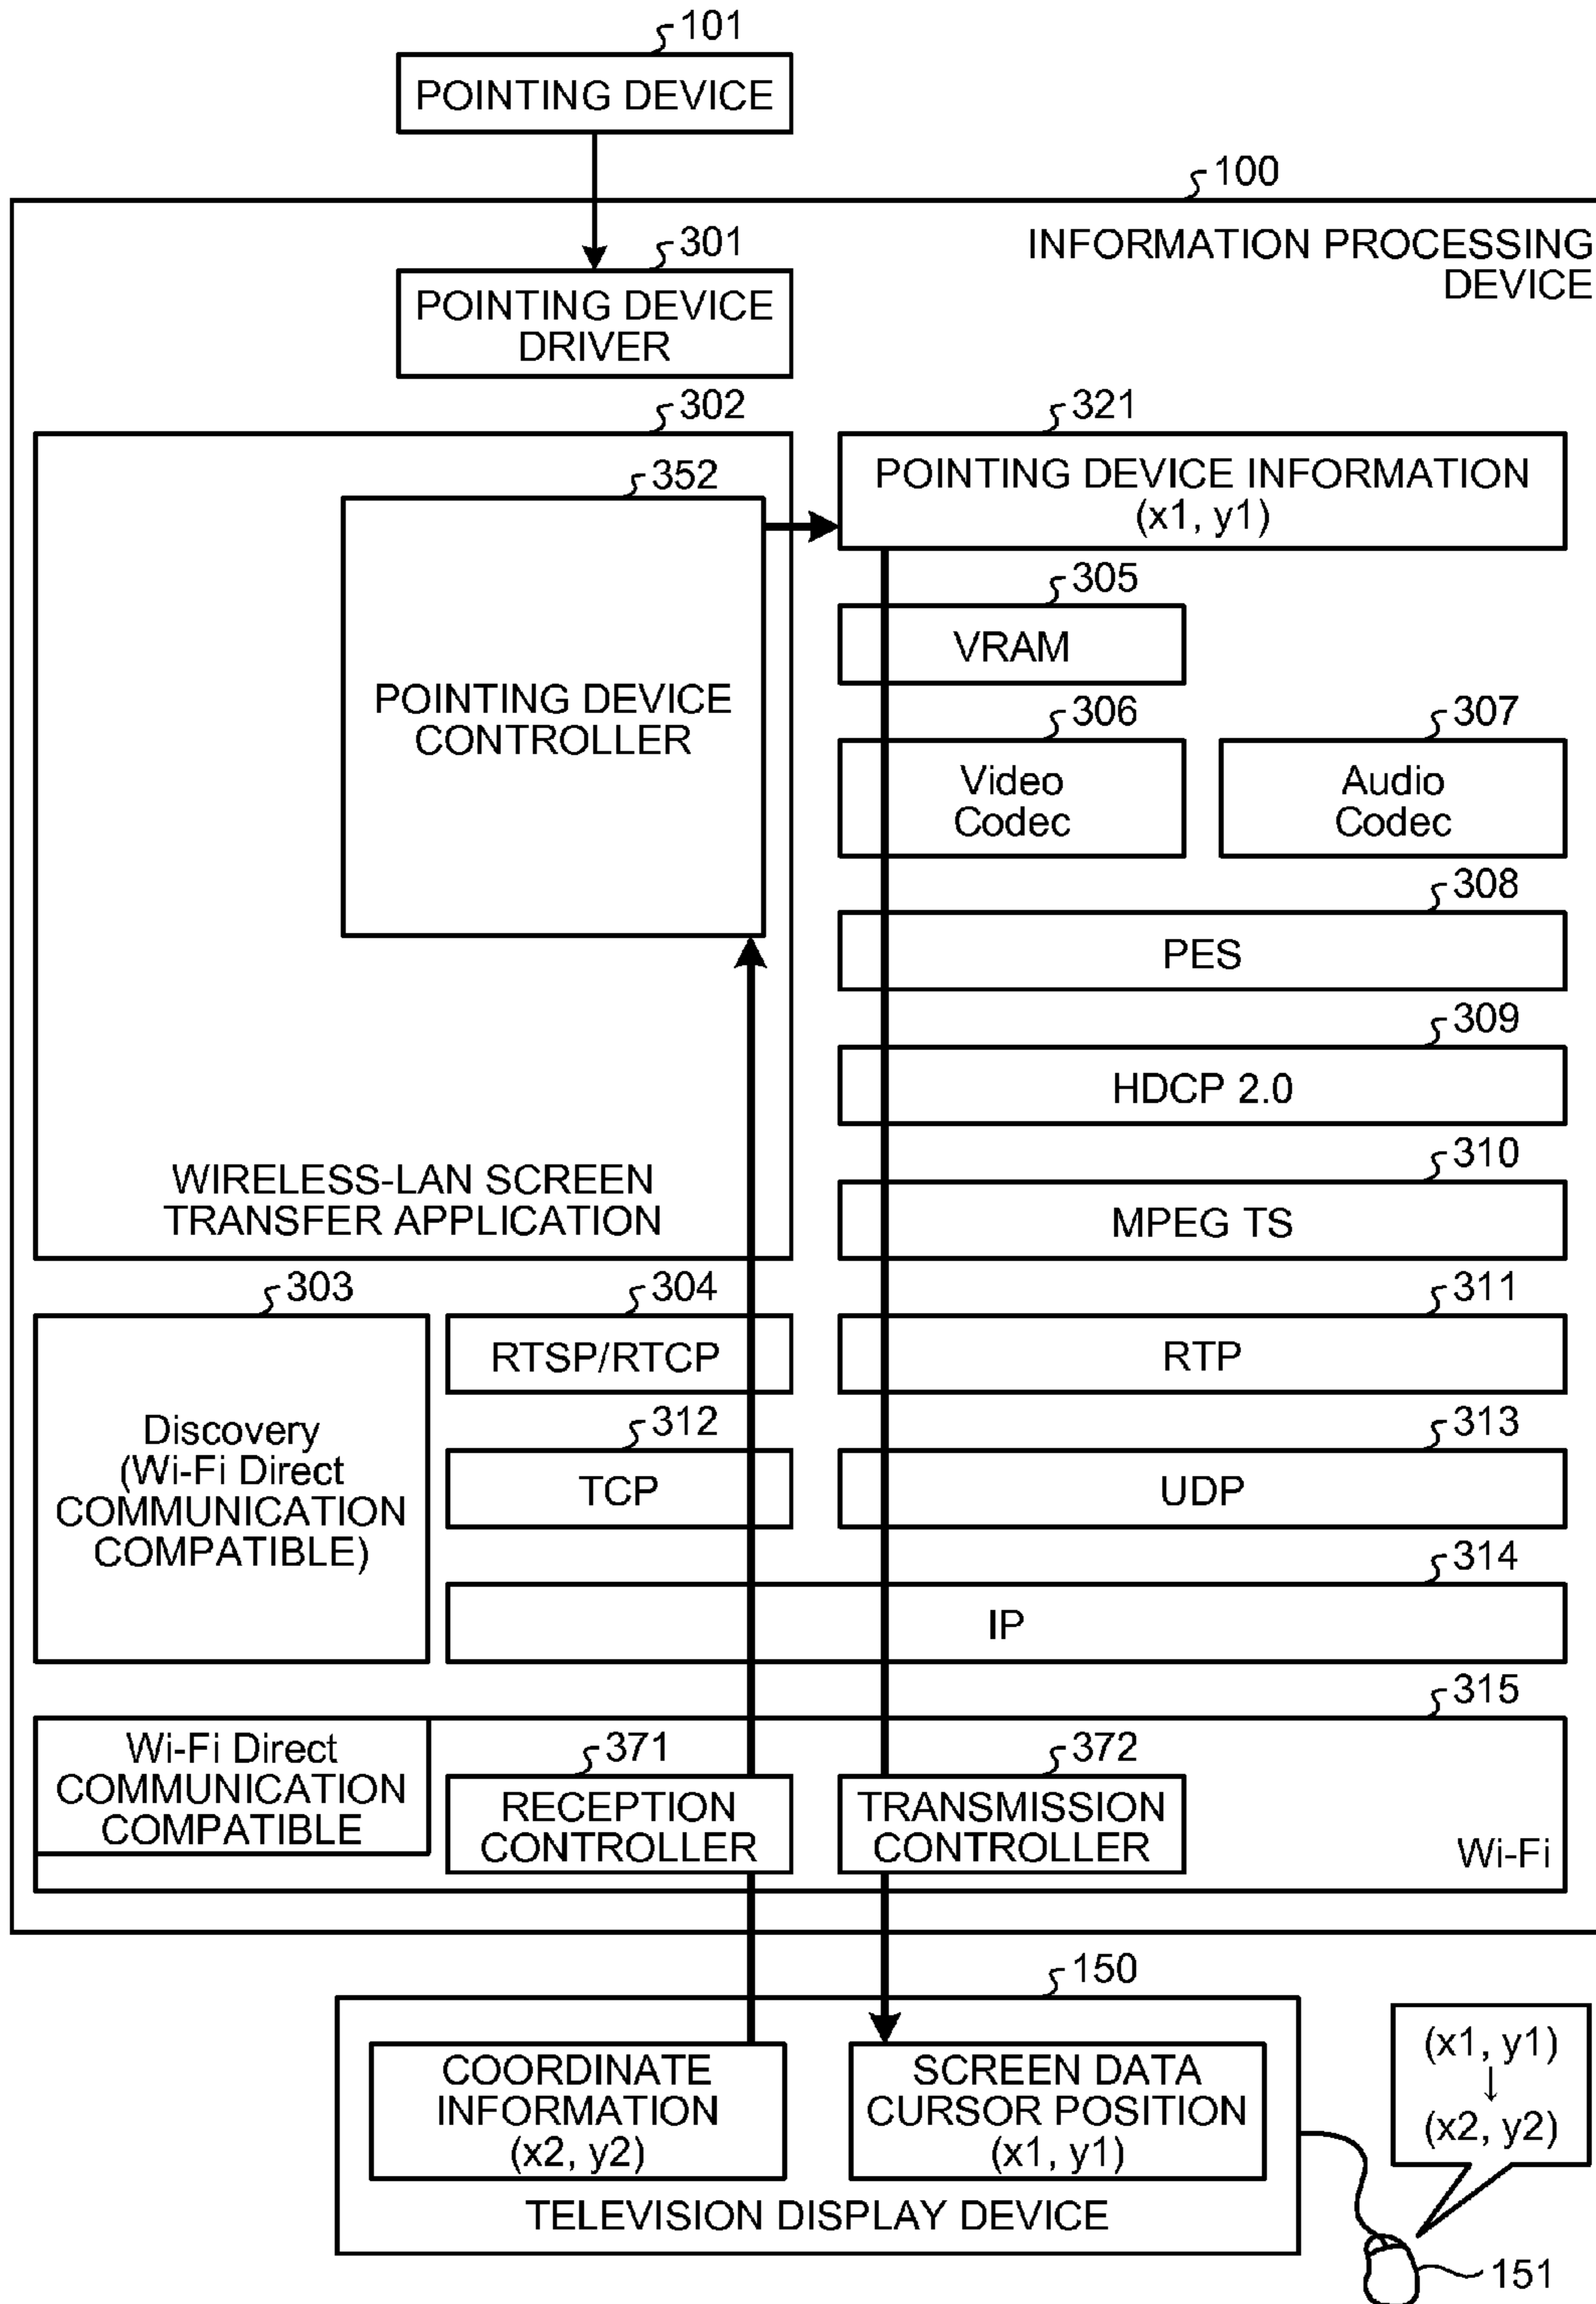 101
POINTING DEVICE
100
INFORMATION PROCESSING
DEVICE
301
POINTING DEVICE
DRIVER
302
321
352
POINTING DEVICE INFORMATION
(x1, y1)
305
VRAM
POINTING DEVICE
CONTROLLER
306
307
Video
Codec
Audio
Codec
308
PES
309
HDCP 2.0
WIRELESS-LAN SCREEN
TRANSFER APPLICATION
310
MPEG TS
303
304
311
RTSP/RTCP
RTP
Discovery
(Wi-Fi Direct
COMMUNICATION
COMPATIBLE)
312
313
TCP
UDP
314
IP
315
Wi-Fi Direct
COMMUNICATION
COMPATIBLE
371
372
RECEPTION
CONTROLLER
TRANSMISSION
CONTROLLER
Wi-Fi
150
COORDINATE
INFORMATION
(x2, y2)
SCREEN DATA
CURSOR POSITION
(x1, y1)
TELEVISION DISPLAY DEVICE
(x1, y1)
↓
(x2, y2)
151